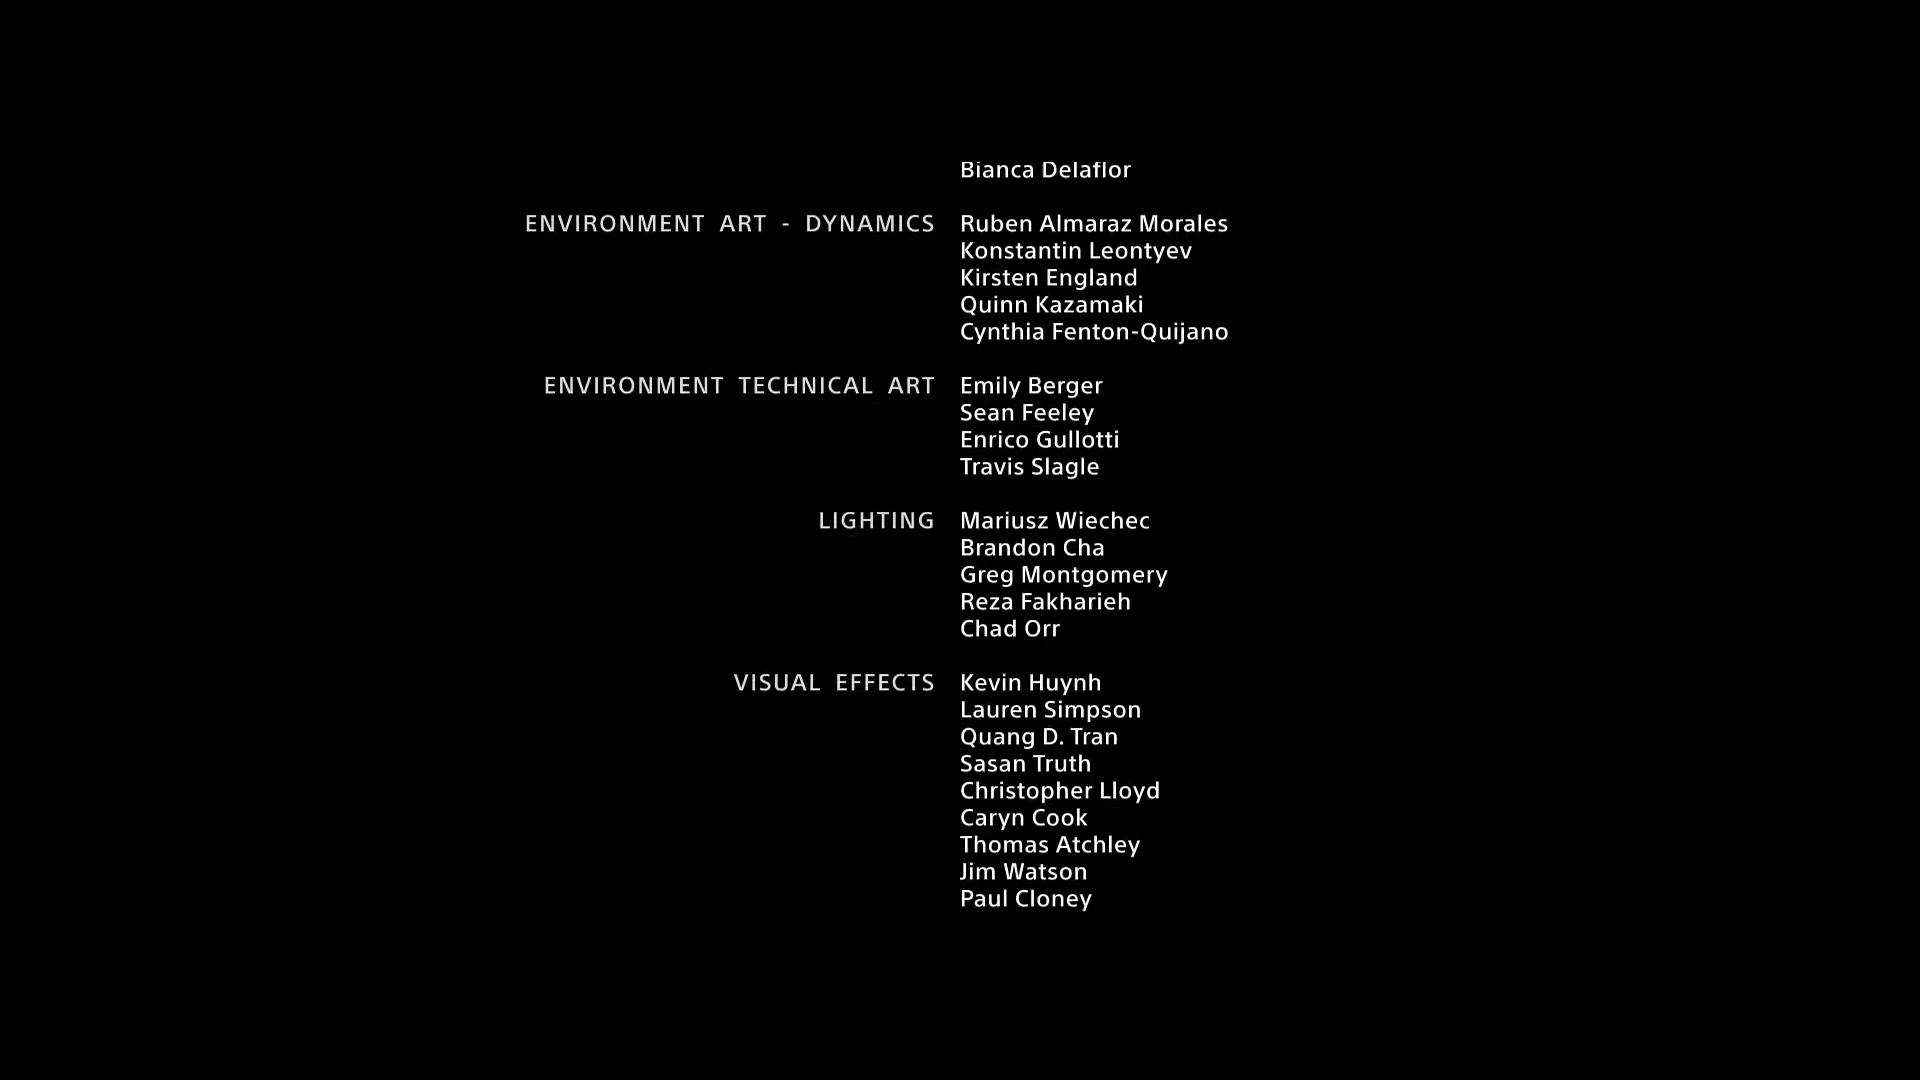 Bianca Delaflor
ENVIRONMENT ART - DYNAMICS Ruben Almaraz Morales
Konstantin Leontyev
Kirsten England
Quinn Kazamaki
Cynthia Fenton-Quijano
ENVIRONMENT TECHNICAL ART Emily Berger
Sean Feeley
Enrico Gullotti
Travis Slagle
LIGHTING Mariusz Wiechec
Brandon Cha
Greg Montgomery
Reza Fakharieh
Chad Orr
VISUAL EFFECTS Kevin Huynh
Lauren Simpson
Quang D. Tran
Sasan Truth
Christopher Lloyd
Caryn Cook
Thomas Atchley
Jim Watson
Paul Cloney